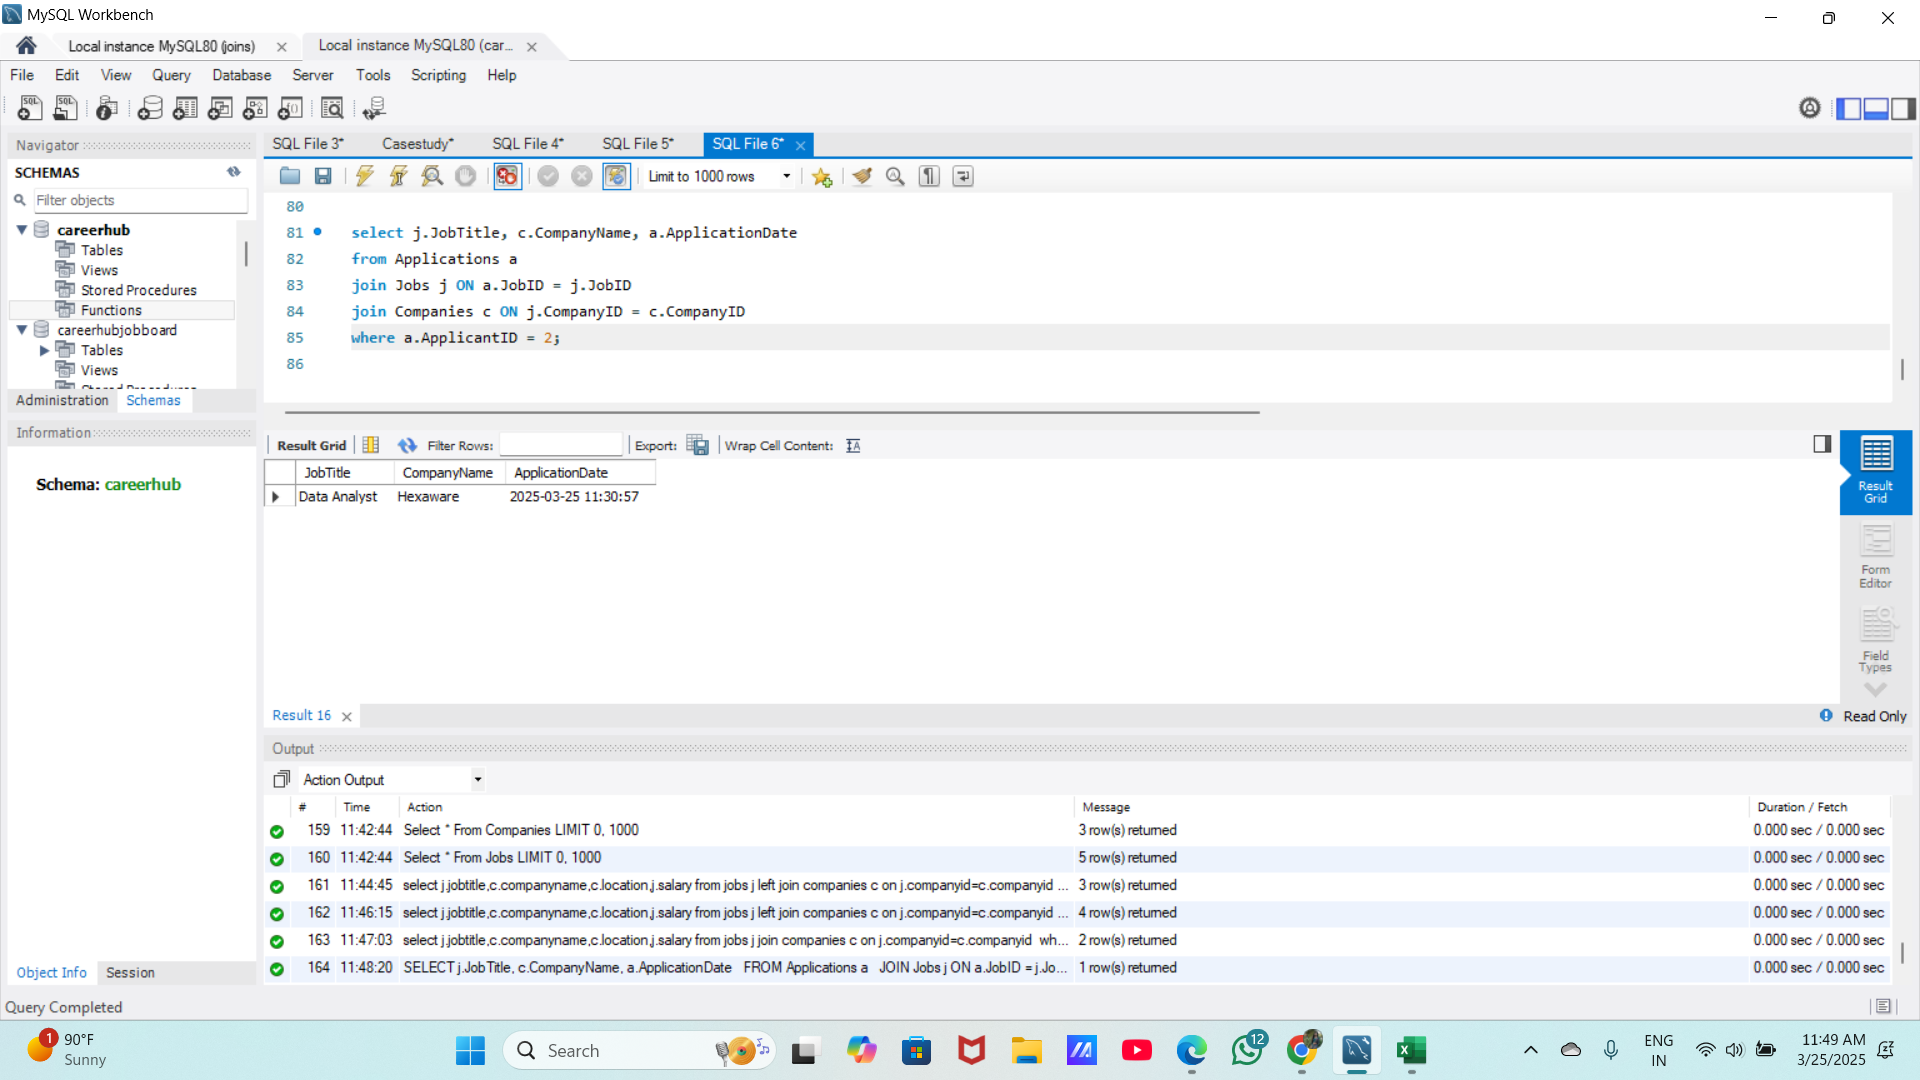 MySQL Workbench
Local instance MySQL80 (joins)
Local instance MySQL80 (car...
File Edit View Query Database Server Tools Scripting Help
Navigator
SCHEMAS
Filter objects
careerhub
Tables
Views
Stored Procedures
Functions
careerhubjobboard
Tables
Views
Stored Procedures
Administration Schemas
Information
Schema: careerhub
Object Info Session
Query Completed
SQL File 3* Casestudy* SQL File 4* SQL File 5* SQL File 6*
Limit to 1000 rows
80
81 select j.JobTitle, c.CompanyName, a.ApplicationDate
82 from Applications a
83 join Jobs j ON a.JobID = j.JobID
84 join Companies c ON j.CompanyID = c.CompanyID
85 where a.ApplicantID = 2;
86
Result Grid Filter Rows: Export: Wrap Cell Content:
JobTitle CompanyName ApplicationDate
Data Analyst Hexaware 2025-03-25 11:30:57
Result Grid
Form Editor
Field Types
Result 16
Read Only
Output
Action Output
# Time Action Message Duration / Fetch
159 11:42:44 Select * From Companies LIMIT 0, 1000 3 row(s) returned 0.000 sec / 0.000 sec
160 11:42:44 Select * From Jobs LIMIT 0, 1000 5 row(s) returned 0.000 sec / 0.000 sec
161 11:44:45 select j.jobtitle,c.companyname,c.location,j.salary from jobs j left join companies c on j.companyid=c.companyid ... 3 row(s) returned 0.000 sec / 0.000 sec
162 11:46:15 select j.jobtitle,c.companyname,c.location,j.salary from jobs j left join companies c on j.companyid=c.companyid ... 4 row(s) returned 0.000 sec / 0.000 sec
163 11:47:03 select j.jobtitle,c.companyname,c.location,j.salary from jobs j join companies c on j.companyid=c.companyid wh... 2 row(s) returned 0.000 sec / 0.000 sec
164 11:48:20 SELECT j.JobTitle, c.CompanyName, a.ApplicationDate FROM Applications a JOIN Jobs j ON a.JobID = j.Jo... 1 row(s) returned 0.000 sec / 0.000 sec
1
90°F
Sunny
Search
12
ENG
IN
11:49 AM
3/25/2025